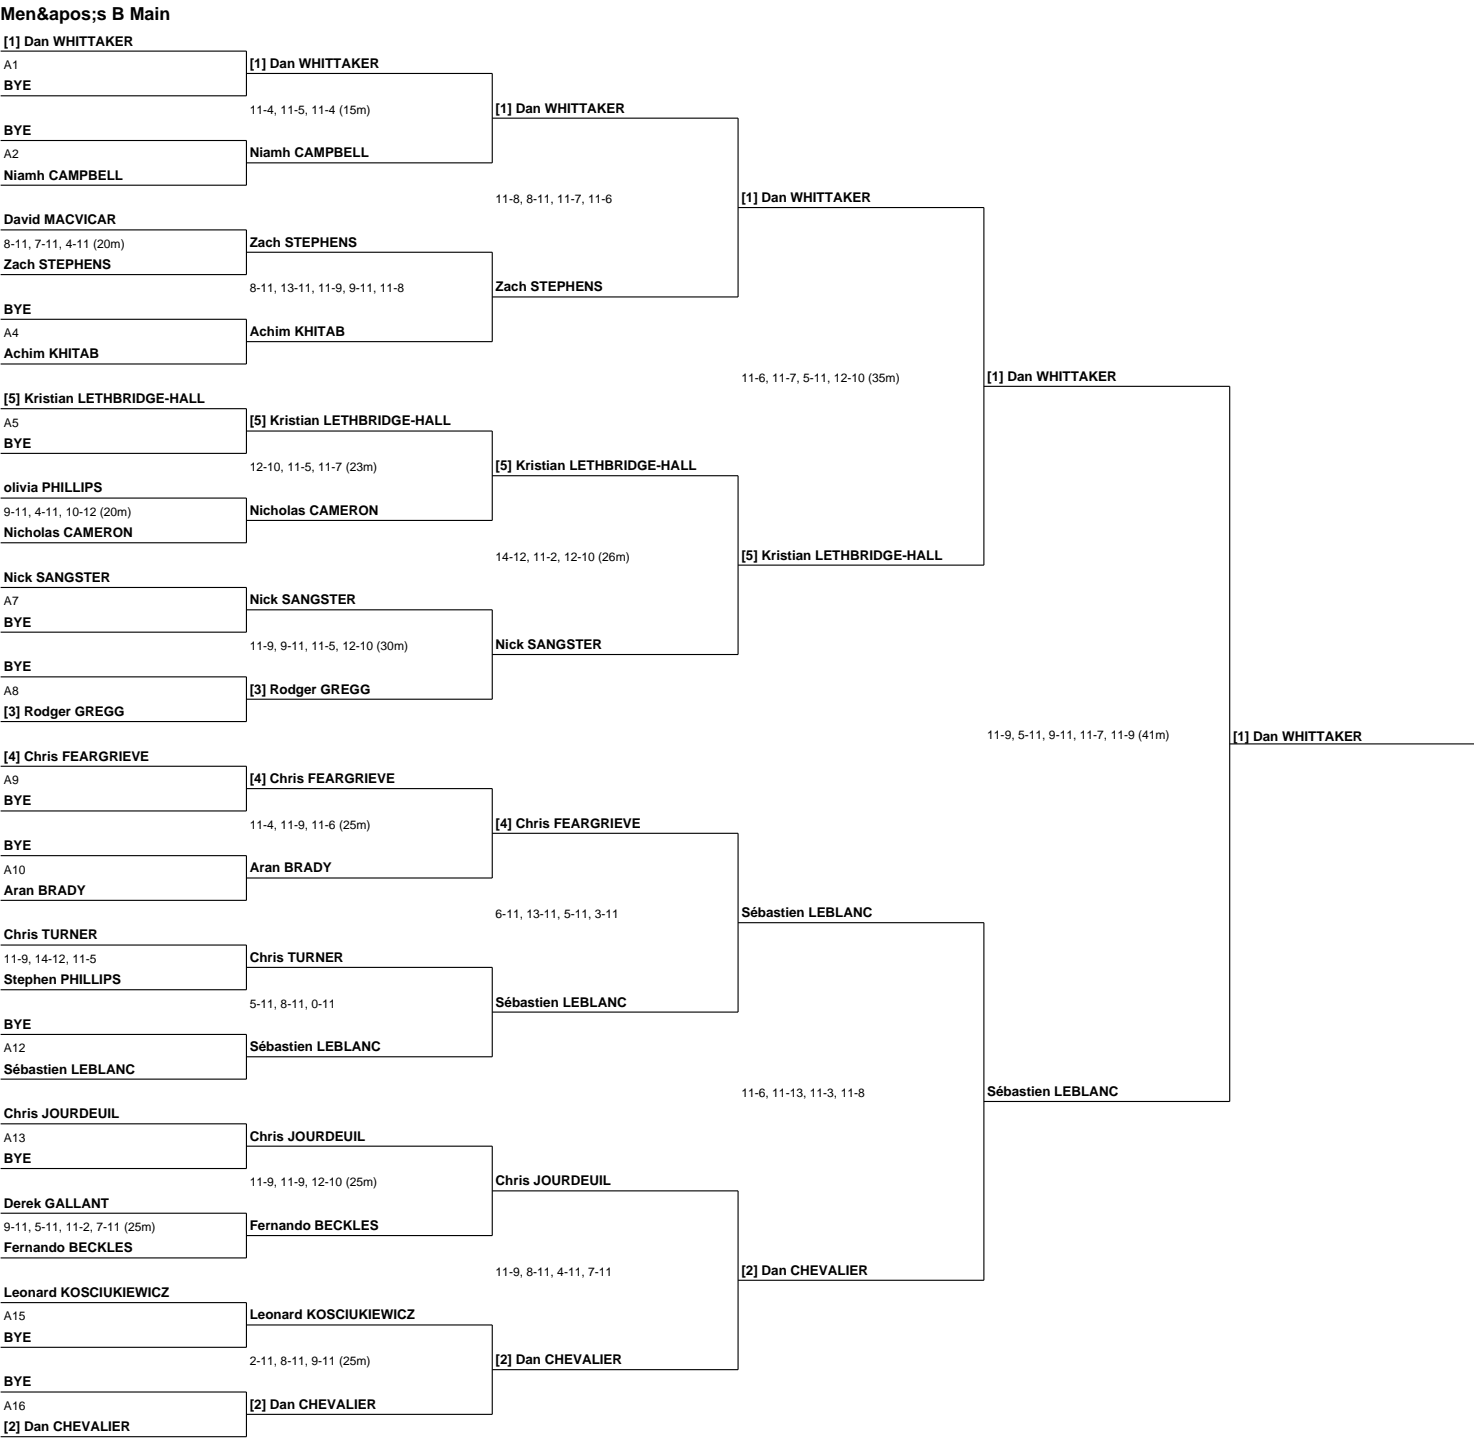 Men&apos;s B Main
[1] Dan WHITTAKER
A1
BYE
BYE
A2
Niamh CAMPBELL
David MACVICAR
8-11, 7-11, 4-11 (20m)
Zach STEPHENS
BYE
A4
Achim KHITAB
[5] Kristian LETHBRIDGE-HALL
A5
BYE
olivia PHILLIPS
9-11, 4-11, 10-12 (20m)
Nicholas CAMERON
Nick SANGSTER
A7
BYE
BYE
A8
[3] Rodger GREGG
[4] Chris FEARGRIEVE
A9
BYE
BYE
A10
Aran BRADY
Chris TURNER
11-9, 14-12, 11-5
Stephen PHILLIPS
BYE
A12
Sébastien LEBLANC
Chris JOURDEUIL
A13
BYE
Derek GALLANT
9-11, 5-11, 11-2, 7-11 (25m)
Fernando BECKLES
Leonard KOSCIUKIEWICZ
A15
BYE
BYE
A16
[2] Dan CHEVALIER
[1] Dan WHITTAKER
11-4, 11-5, 11-4 (15m)
Niamh CAMPBELL
Zach STEPHENS
8-11, 13-11, 11-9, 9-11, 11-8
Achim KHITAB
[5] Kristian LETHBRIDGE-HALL
12-10, 11-5, 11-7 (23m)
Nicholas CAMERON
Nick SANGSTER
11-9, 9-11, 11-5, 12-10 (30m)
[3] Rodger GREGG
[4] Chris FEARGRIEVE
11-4, 11-9, 11-6 (25m)
Aran BRADY
Chris TURNER
5-11, 8-11, 0-11
Sébastien LEBLANC
Chris JOURDEUIL
11-9, 11-9, 12-10 (25m)
Fernando BECKLES
Leonard KOSCIUKIEWICZ
2-11, 8-11, 9-11 (25m)
[2] Dan CHEVALIER
[1] Dan WHITTAKER
11-8, 8-11, 11-7, 11-6
Zach STEPHENS
[5] Kristian LETHBRIDGE-HALL
14-12, 11-2, 12-10 (26m)
Nick SANGSTER
[4] Chris FEARGRIEVE
6-11, 13-11, 5-11, 3-11
Sébastien LEBLANC
Chris JOURDEUIL
11-9, 8-11, 4-11, 7-11
[2] Dan CHEVALIER
[1] Dan WHITTAKER
11-6, 11-7, 5-11, 12-10 (35m)
[5] Kristian LETHBRIDGE-HALL
Sébastien LEBLANC
11-6, 11-13, 11-3, 11-8
[2] Dan CHEVALIER
[1] Dan WHITTAKER
11-9, 5-11, 9-11, 11-7, 11-9 (41m)
Sébastien LEBLANC
[1] Dan WHITTAKER